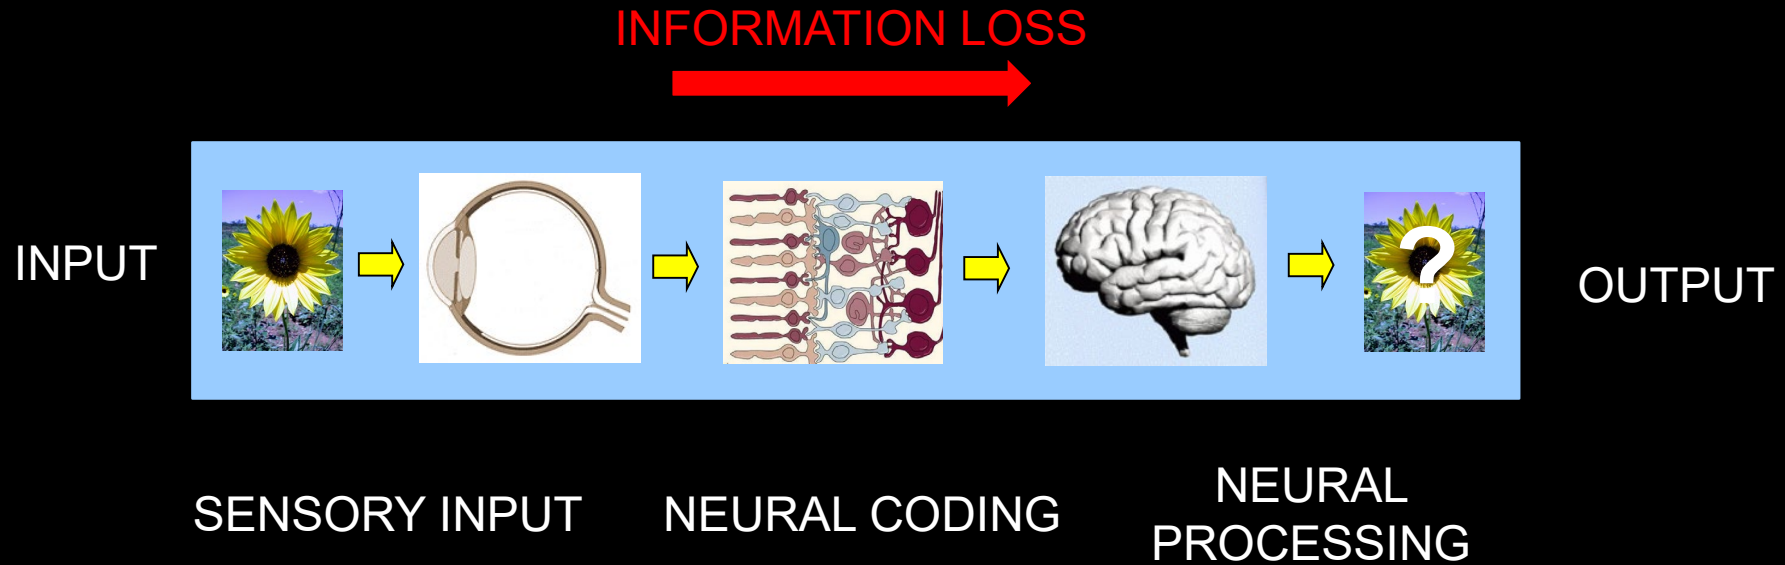 INFORMATION LOSS
INPUT
?
OUTPUT
SENSORY INPUT
NEURAL CODING
NEURAL
PROCESSING